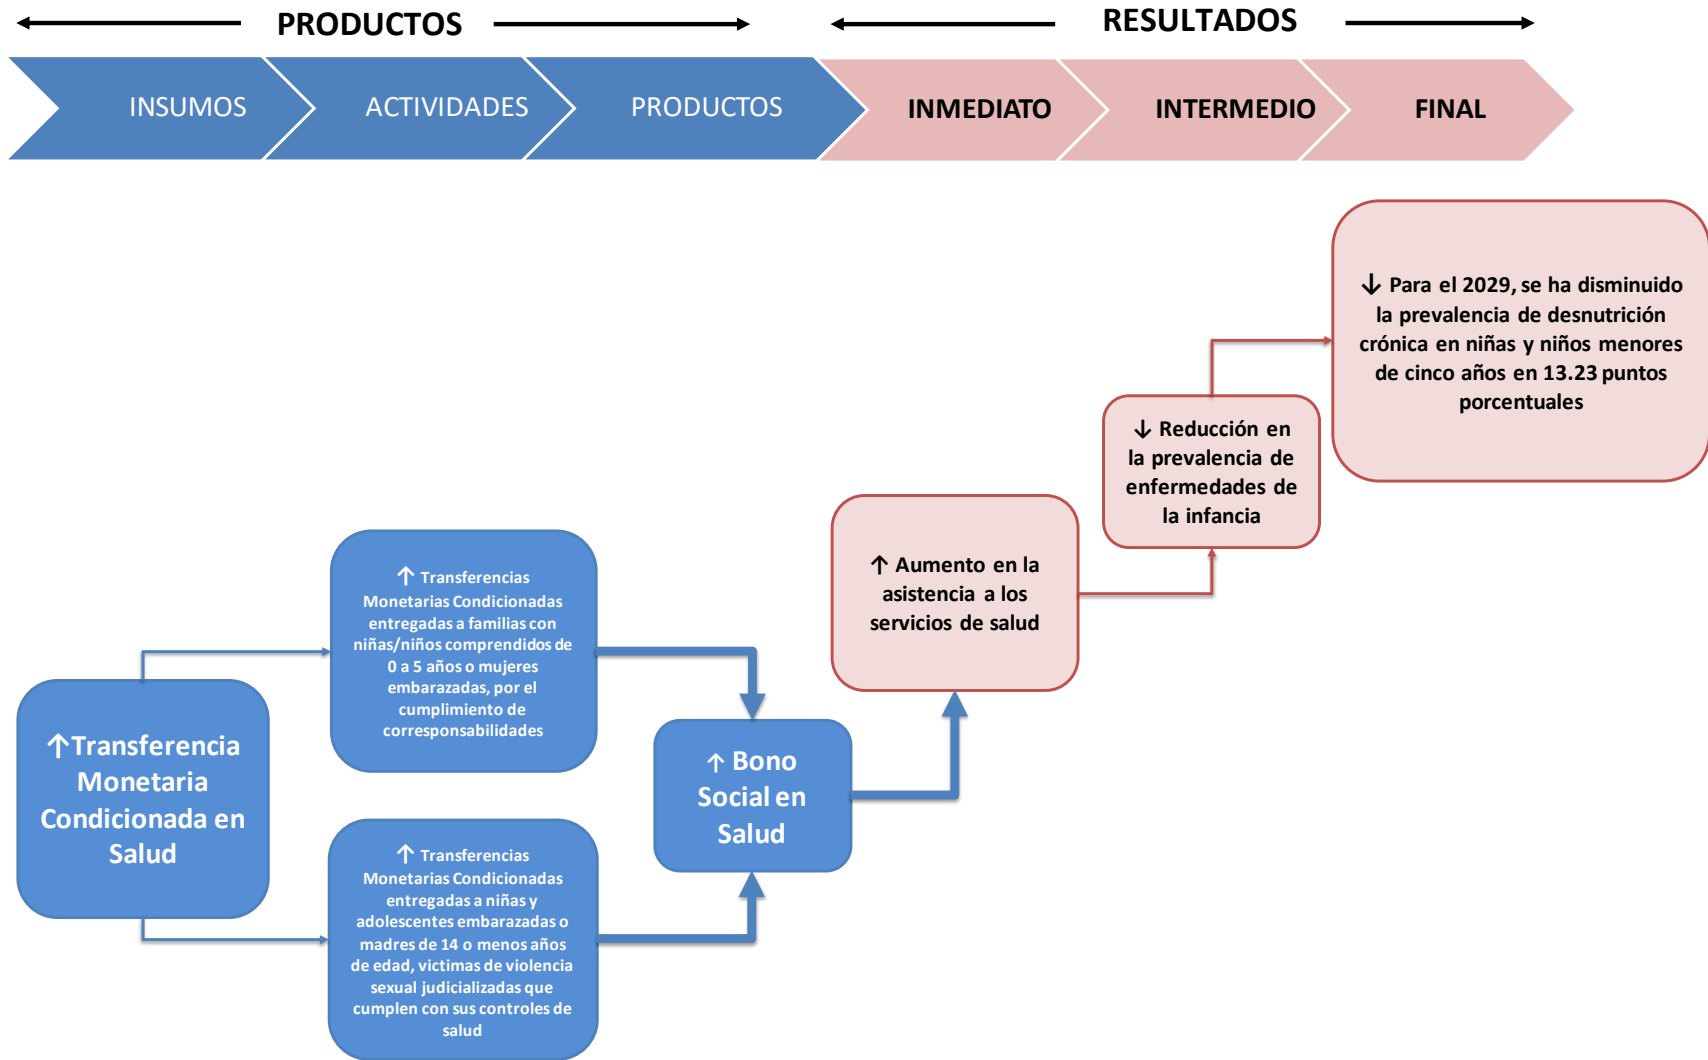 PRODUCTOS
RESULTADOS
INSUMOS
ACTIVIDADES
PRODUCTOS
INMEDIATO
INTERMEDIO
FINAL
↑Transferencia
Monetaria
Condicionada en
Salud
↑ Transferencias
Monetarias Condicionadas
entregadas a familias con
niñas/niños comprendidos de
0 a 5 años o mujeres
embarazadas, por el
cumplimiento de
corresponsabilidades
↑ Transferencias
Monetarias Condicionadas
entregadas a niñas y
adolescentes embarazadas o
madres de 14 o menos años
de edad, victimas de violencia
sexual judicializadas que
cumplen con sus controles de
salud
↑ Bono
Social en
Salud
↑ Aumento en la
asistencia a los
servicios de salud
↓ Reducción en
la prevalencia de
enfermedades de
la infancia
↓ Para el 2029, se ha disminuido
la prevalencia de desnutrición
crónica en niñas y niños menores
de cinco años en 13.23 puntos
porcentuales